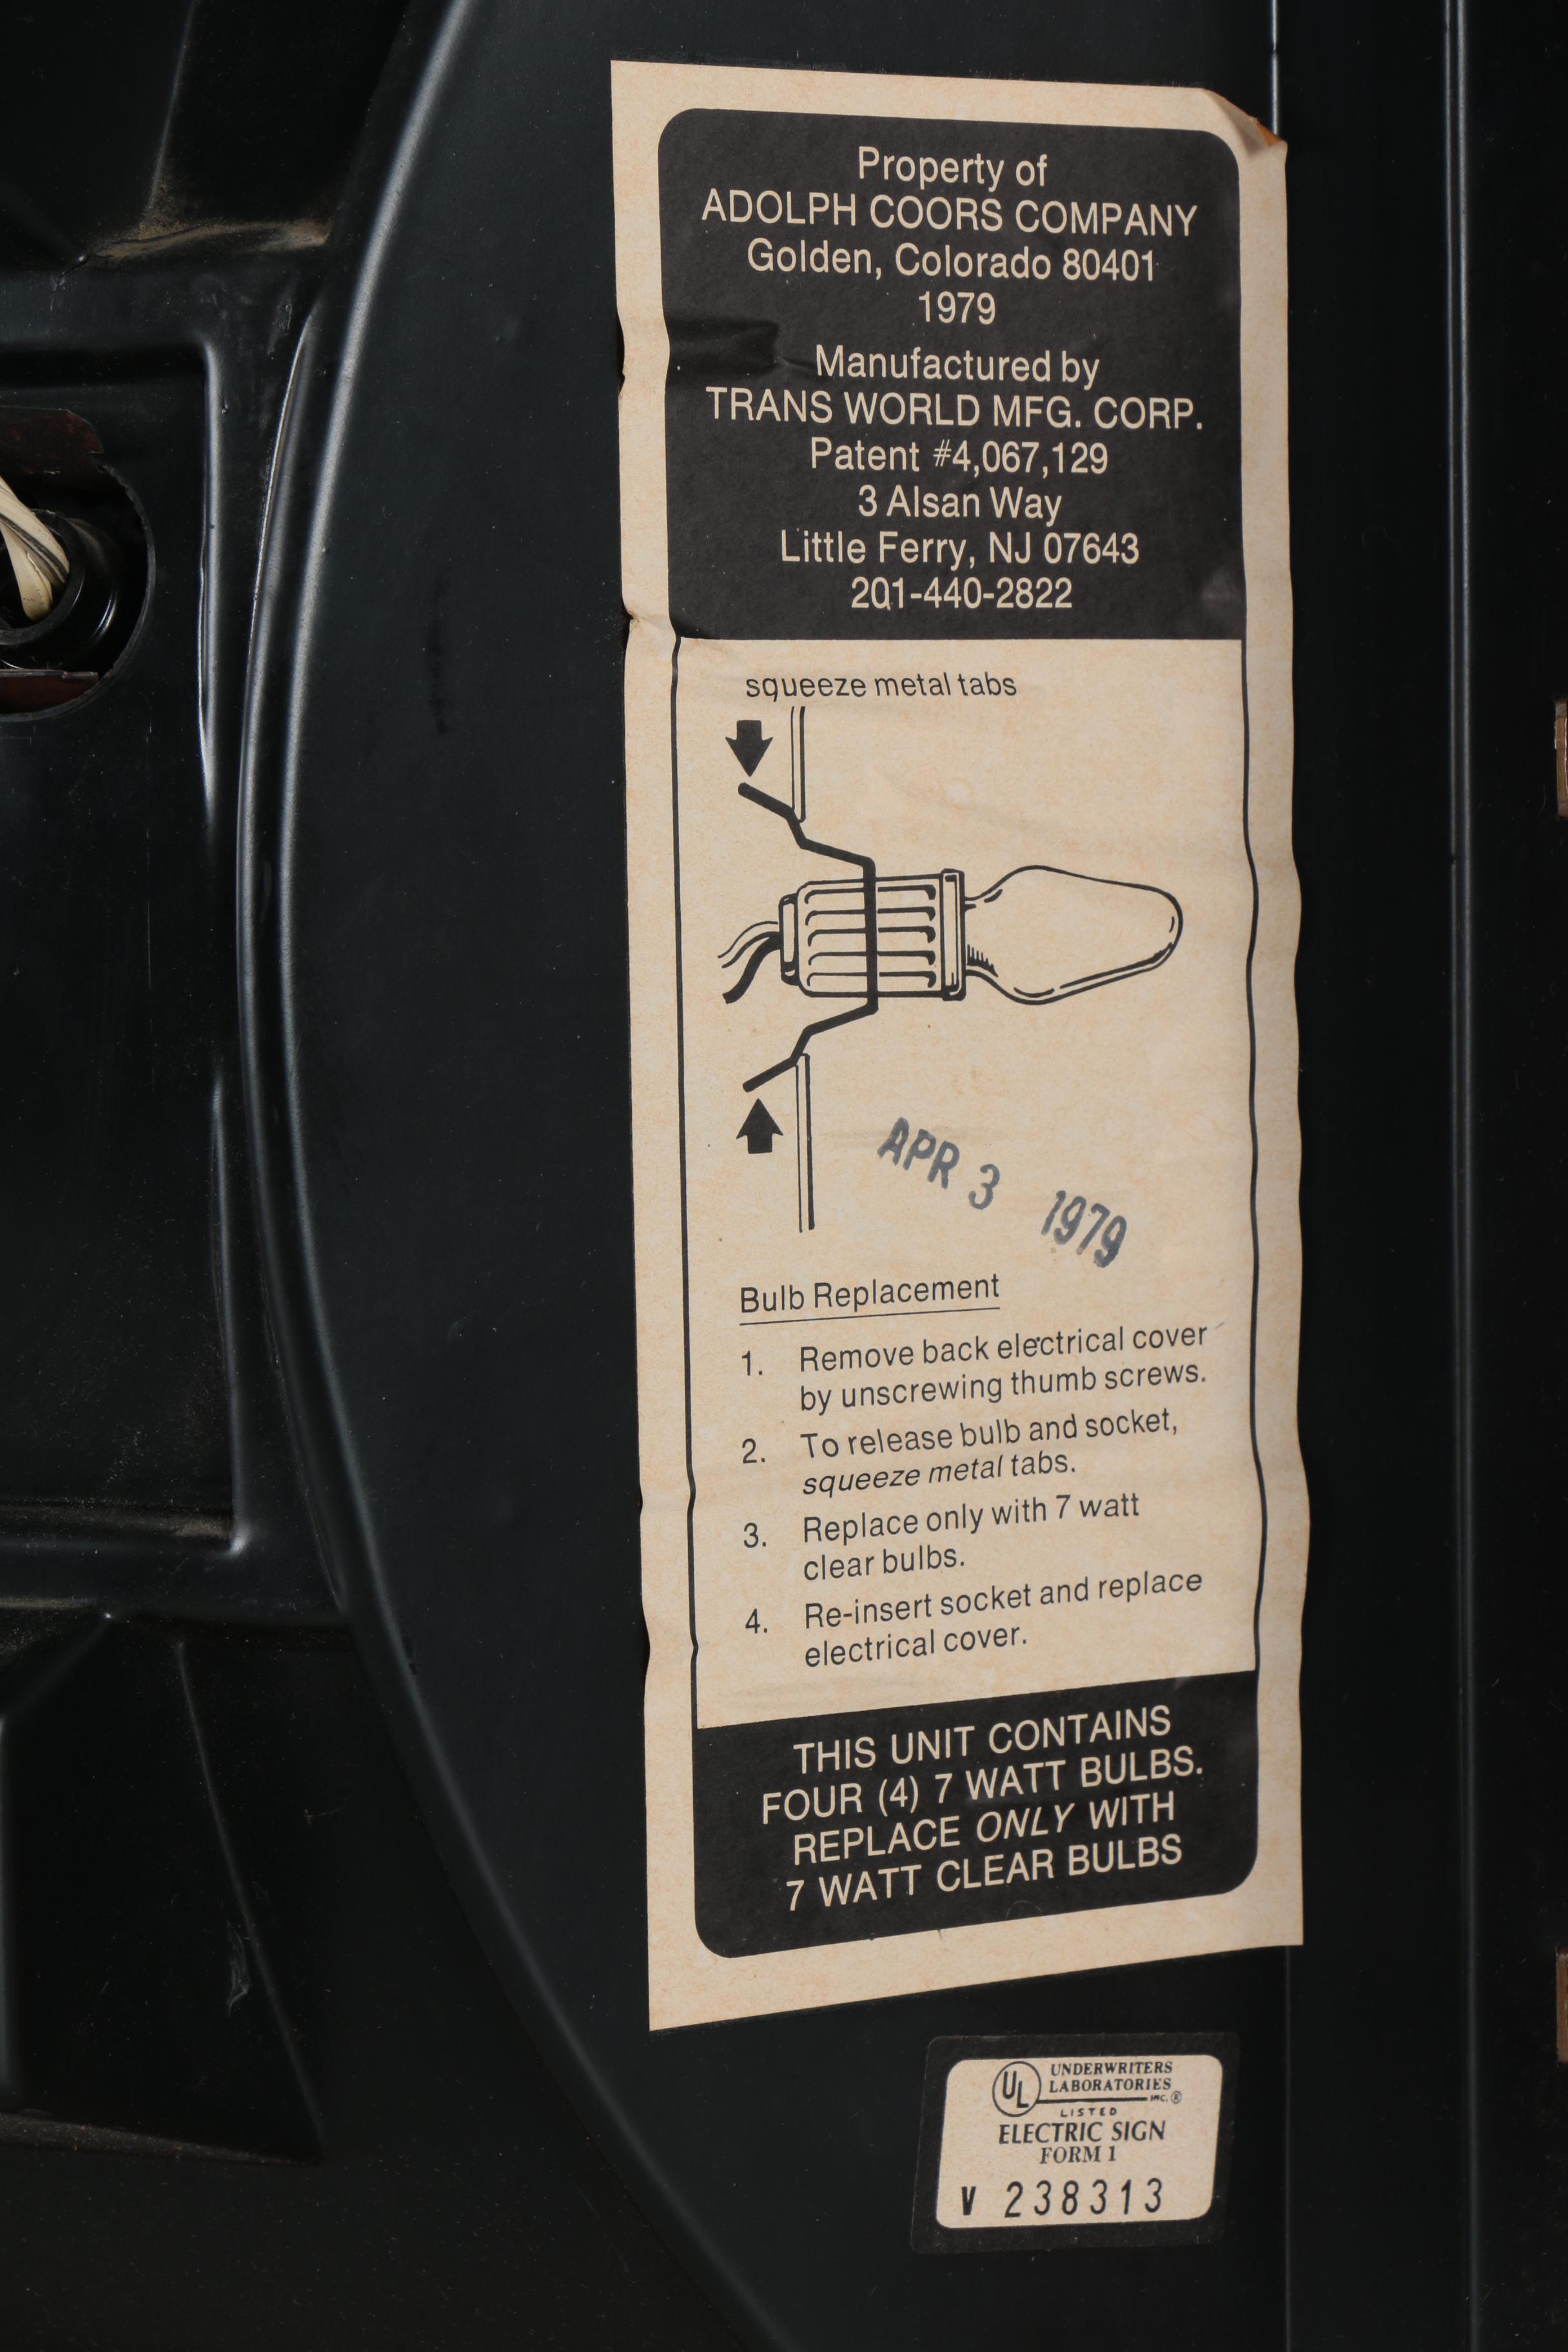 Property of
ADOLPH COORS COMPANY
Golden, Colorado 80401
1979
Manufactured by
TRANS WORLD MFG. CORP.
Patent #4,067,129
3 Alsan Way
Little Ferry, NJ 07643
201-440-2822
squeeze metal tabs
APR 3 1979
Bulb Replacement
1. Remove back electrical cover
by unscrewing thumb screws.
2. To release bulb and socket,
squeeze metal tabs.
3. Replace only with 7 watt
clear bulbs.
4. Re-insert socket and replace
electrical cover.
THIS UNIT CONTAINS
FOUR (4) 7 WATT BULBS.
REPLACE ONLY WITH
7 WATT CLEAR BULBS
UL UNDERWRITERS
LABORATORIES
INC.®
LISTED
ELECTRIC SIGN
FORM 1
V 238313